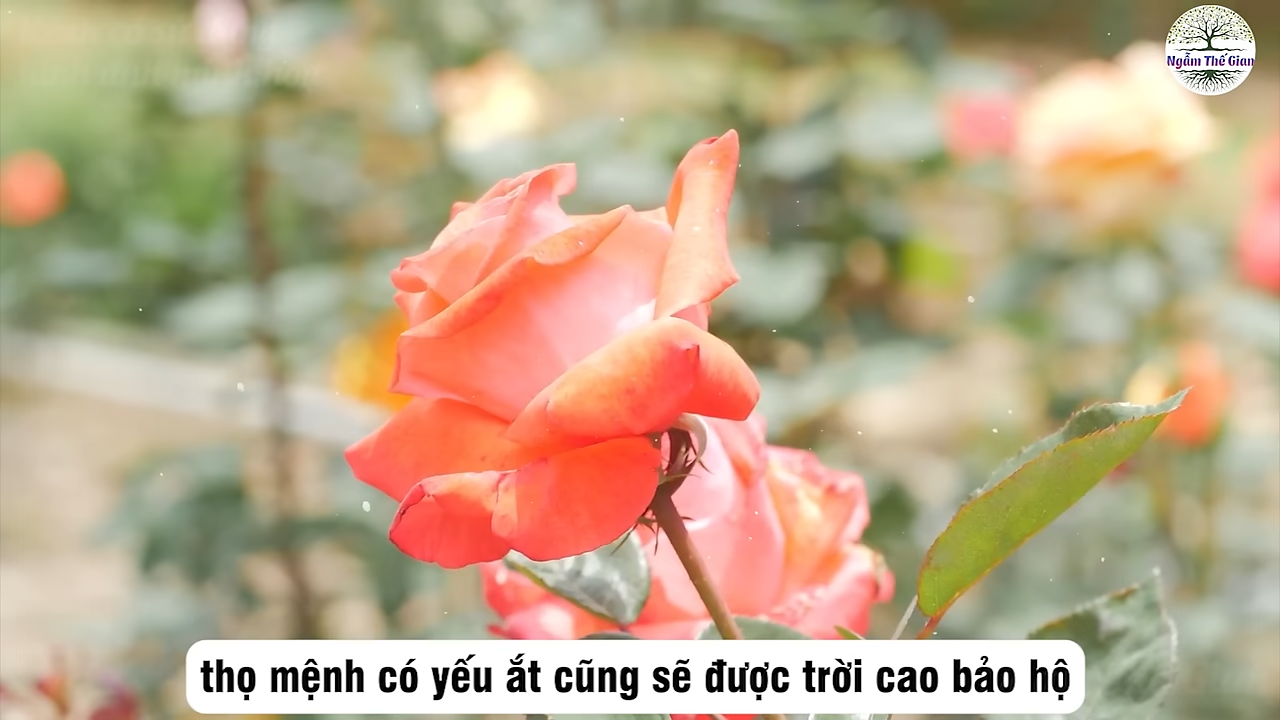 Ngẫm Thế Gian
thọ mệnh có yếu ắt cũng sẽ được trời cao bảo hộ